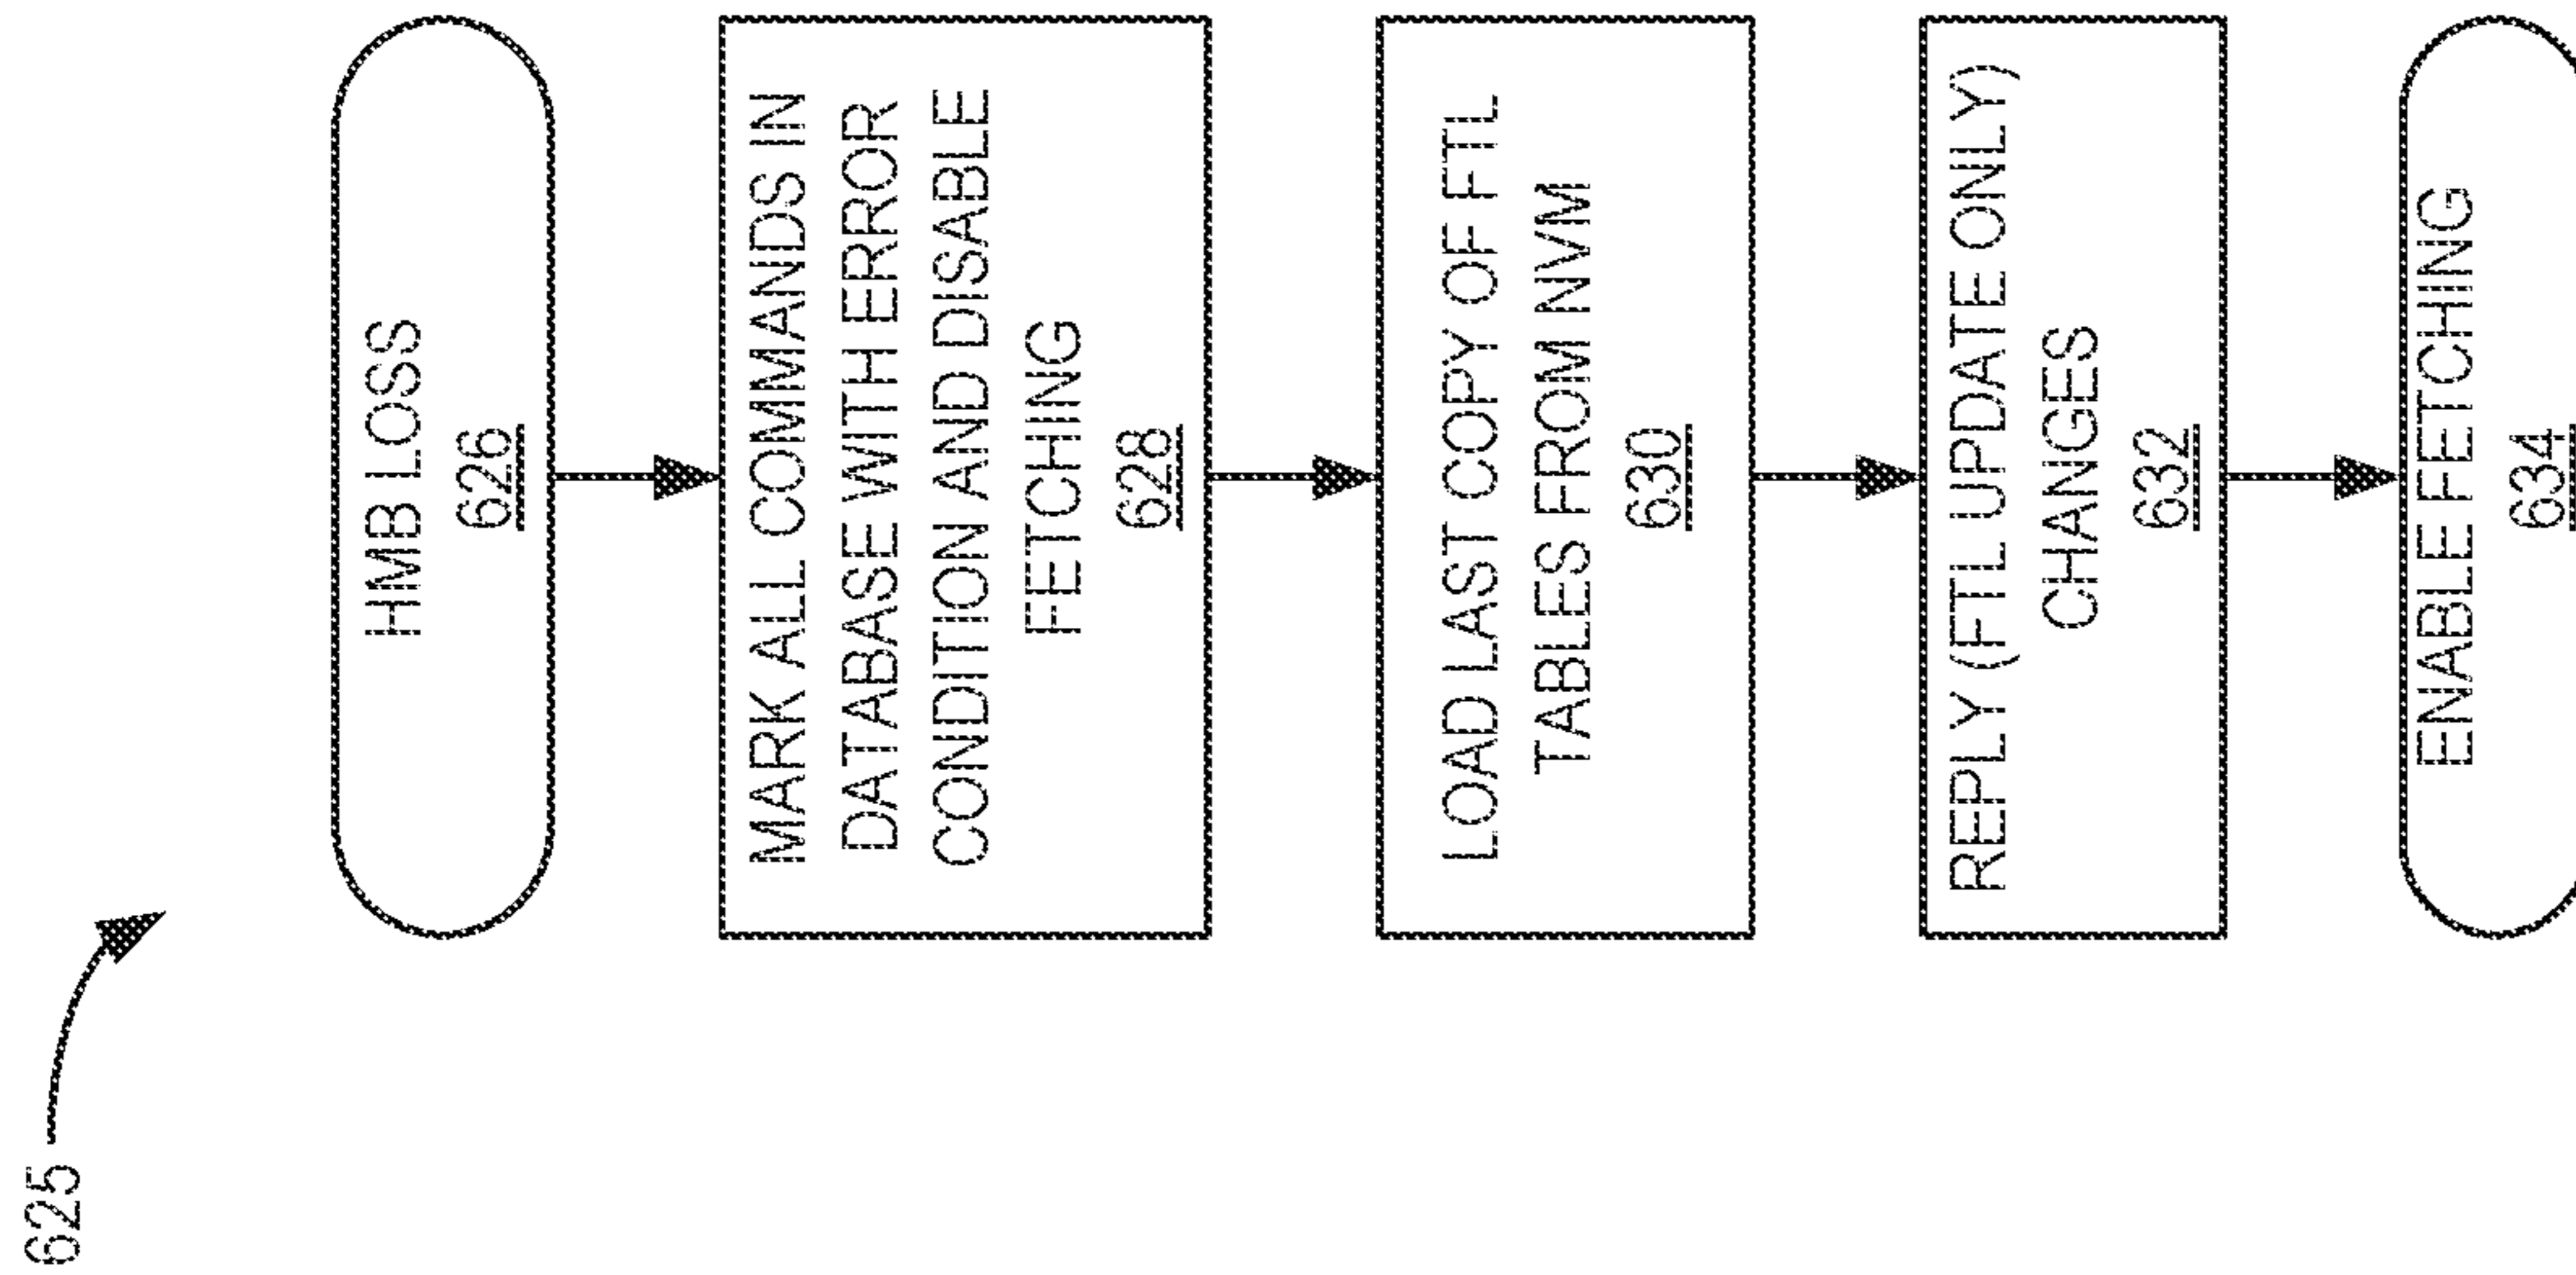 625
HMB LOSS
626
MARK ALL COMMANDS IN
DATABASE WITH ERROR
CONDITION AND DISABLE
FETCHING
628
LOAD LAST COPY OF FTL
TABLES FROM NVM
630
REPLY (FTL UPDATE ONLY)
CHANGES
632
ENABLE FETCHING
634